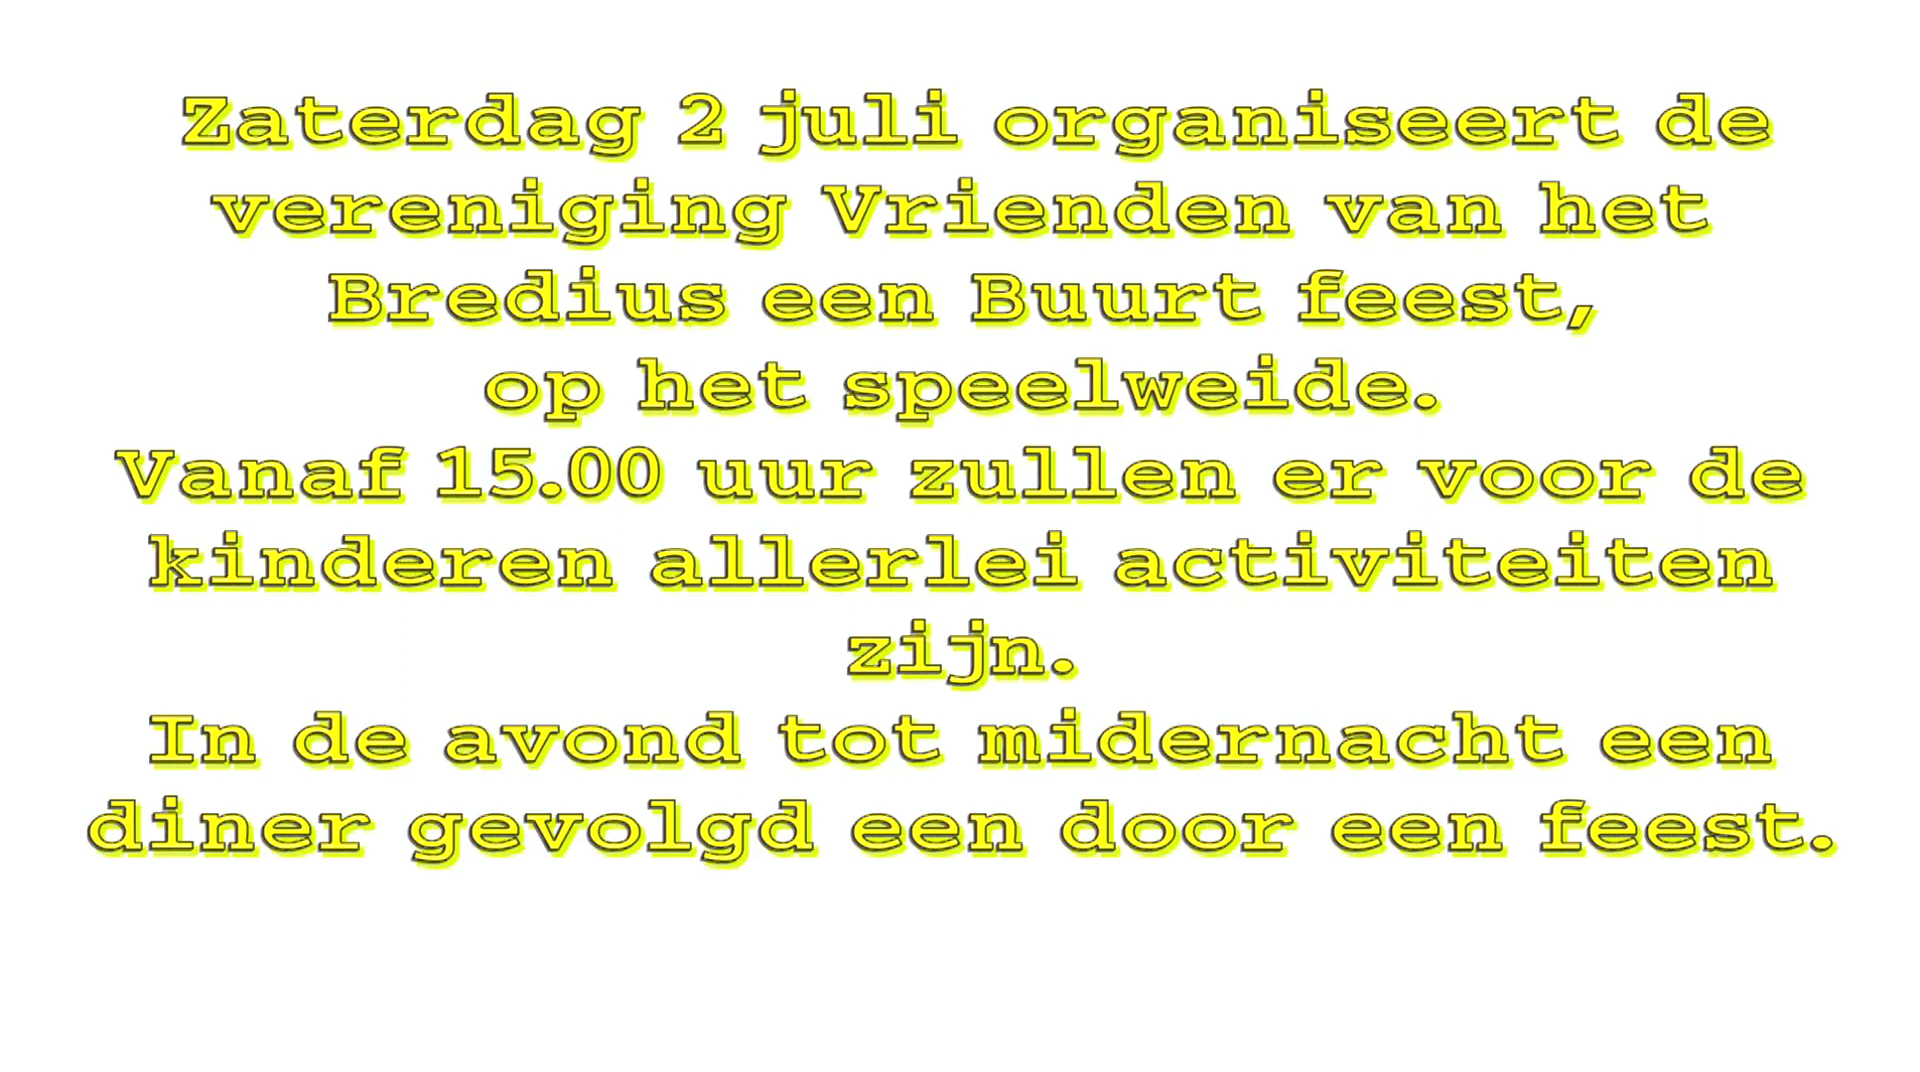 Zaterdag 2 juli organiseert de
vereniging Vrienden van het
Bredius een Buurt feest,
op het speelweide.
Vanaf 15.00 uur zullen er voor de
kinderen allerlei activiteiten
zijn.
In de avond tot midernacht een
diner gevolgd een door een feest.